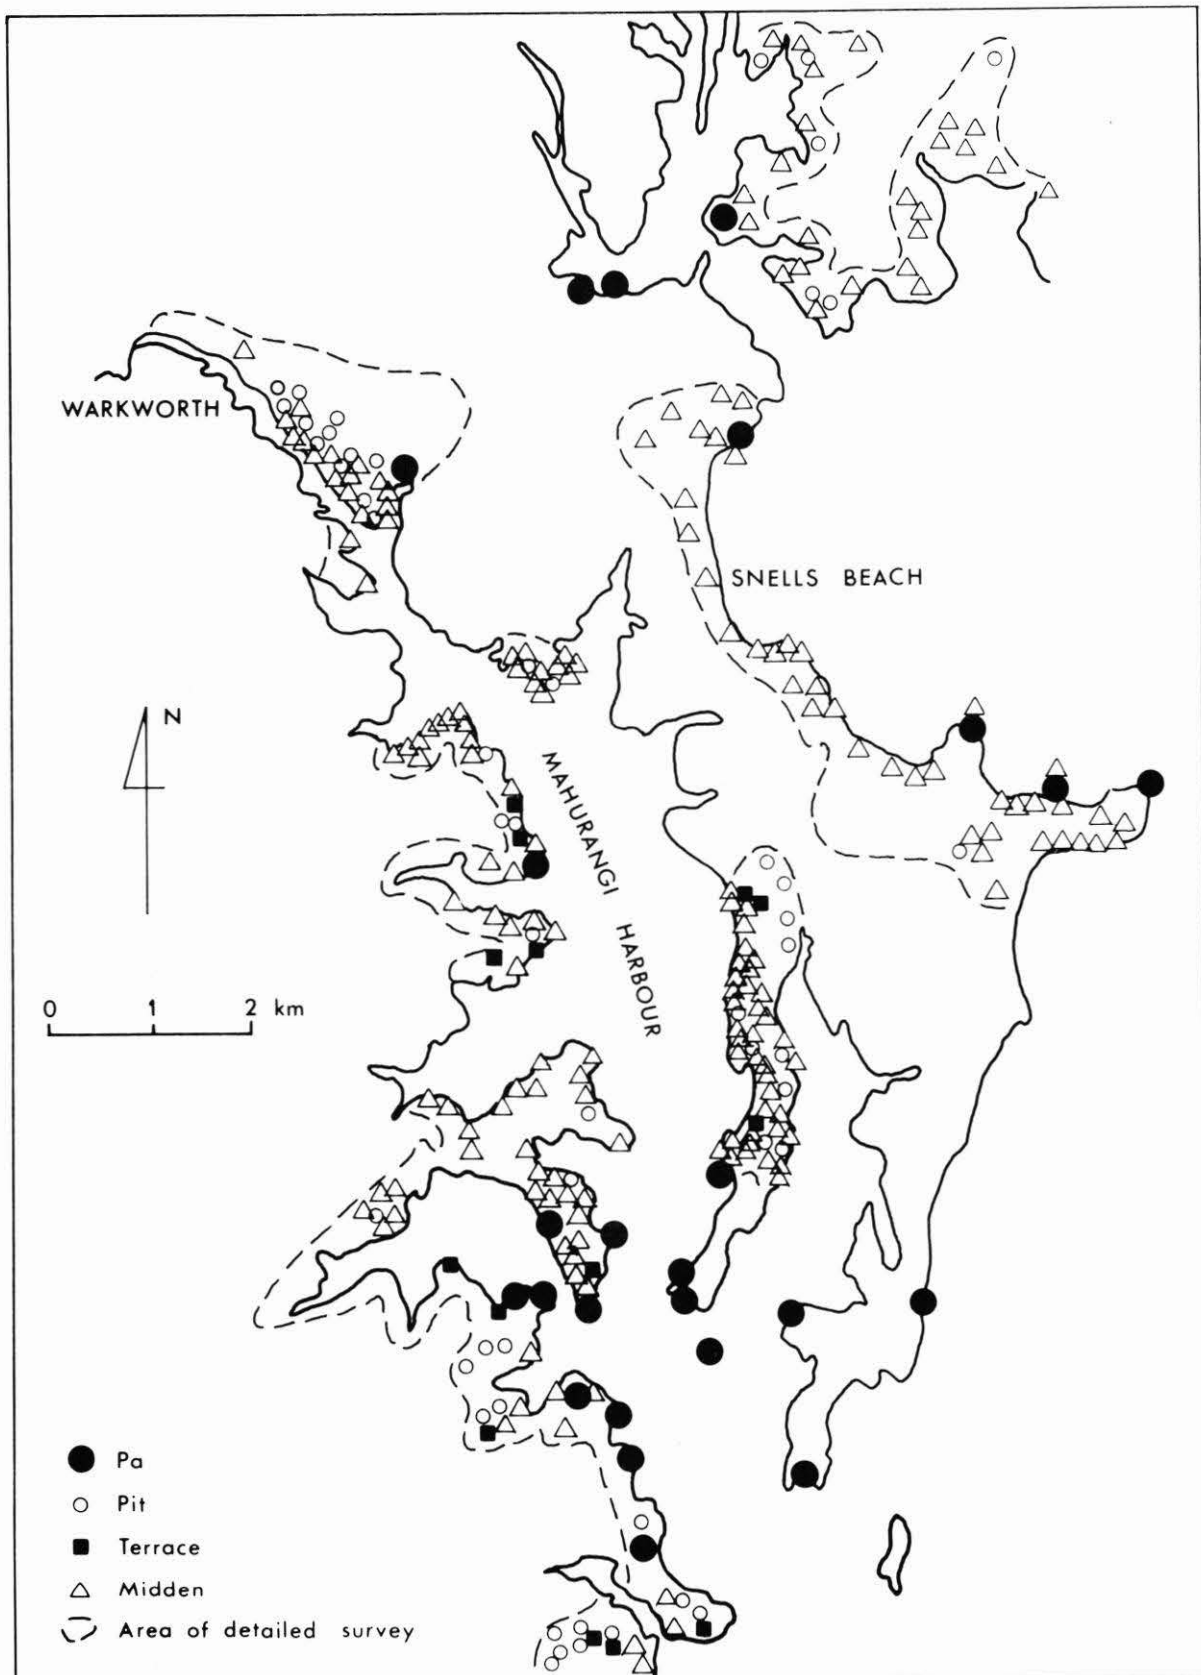 WARKWORTH
SNELLS BEACH
N
MAHURANGI HARBOUR
0 1 2 km
Pa
Pit
Terrace
Midden
Area of detailed survey